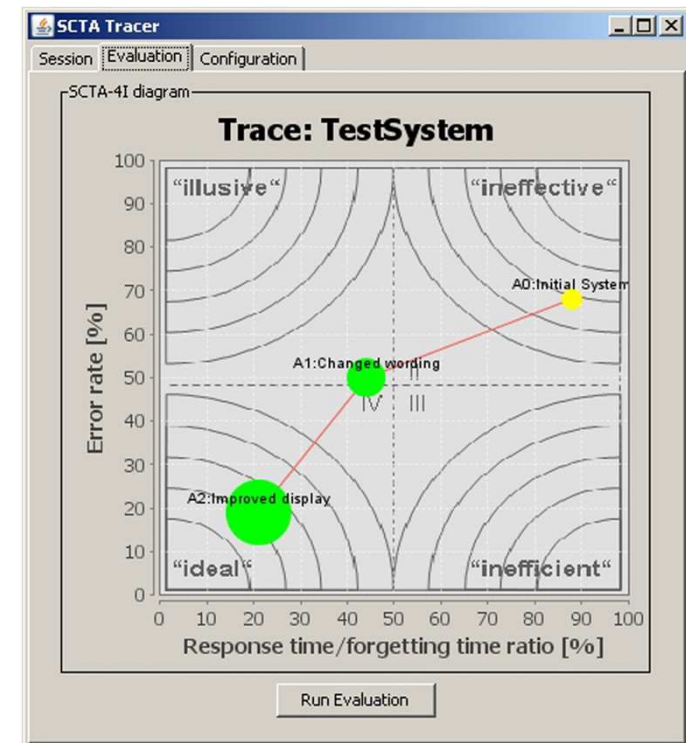 SCTA Tracer
Session Evaluation Configuration
SCTA-4I diagram
Trace: TestSystem
100
90
80
70
60
50
40
30
20
10
0
Error rate [%]
“illusive“ “ineffective“
A0:Initial System
A1:Changed wording
II
IV III
A2:Improved display
“ideal“ “inefficient“
0 10 20 30 40 50 60 70 80 90 100
Response time/forgetting time ratio [%]
Run Evaluation